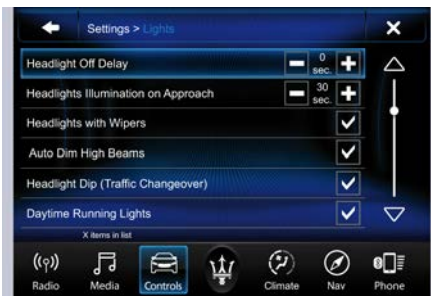 Settings > Lights
Headlight Off Delay
0
sec.
Headlights Illumination on Approach
30
sec.
Headlights with Wipers
Auto Dim High Beams
Headlight Dip (Traffic Changeover)
Daytime Running Lights
X items in list
Radio Media Controls Climate Nav Phone